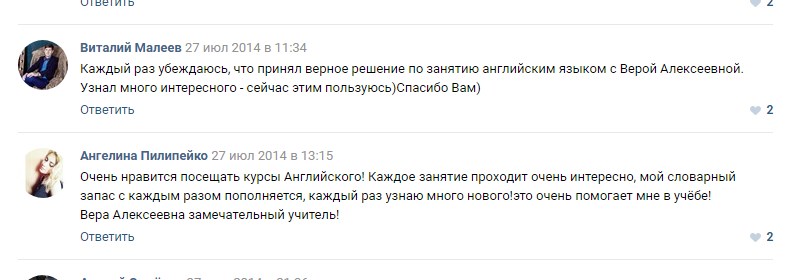 Ответить
2
Виталий Малеев 27 июл 2014 в 11:34
Каждый раз убеждаюсь, что принял верное решение по занятию английским языком с Верой Алексеевной.
Узнал много интересного - сейчас этим пользуюсь)Спасибо Вам)
Ответить
2
Ангелина Пилипейко 27 июл 2014 в 13:15
Очень нравится посещать курсы Английского! Каждое занятие проходит очень интересно, мой словарный
запас с каждым разом пополняется, каждый раз узнаю много нового!это очень помогает мне в учёбе!
Вера Алексеевна замечательный учитель!
Ответить
2